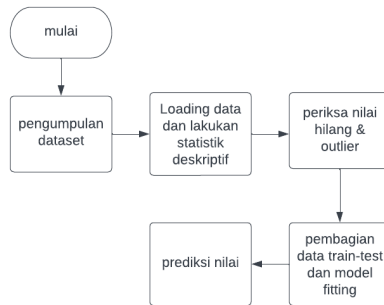 mulai
pengumpulan
dataset
Loading data
dan lakukan
statistik
deskriptif
periksa nilai
hilang &
outlier
pembagian
data train-test
dan model
fitting
prediksi nilai